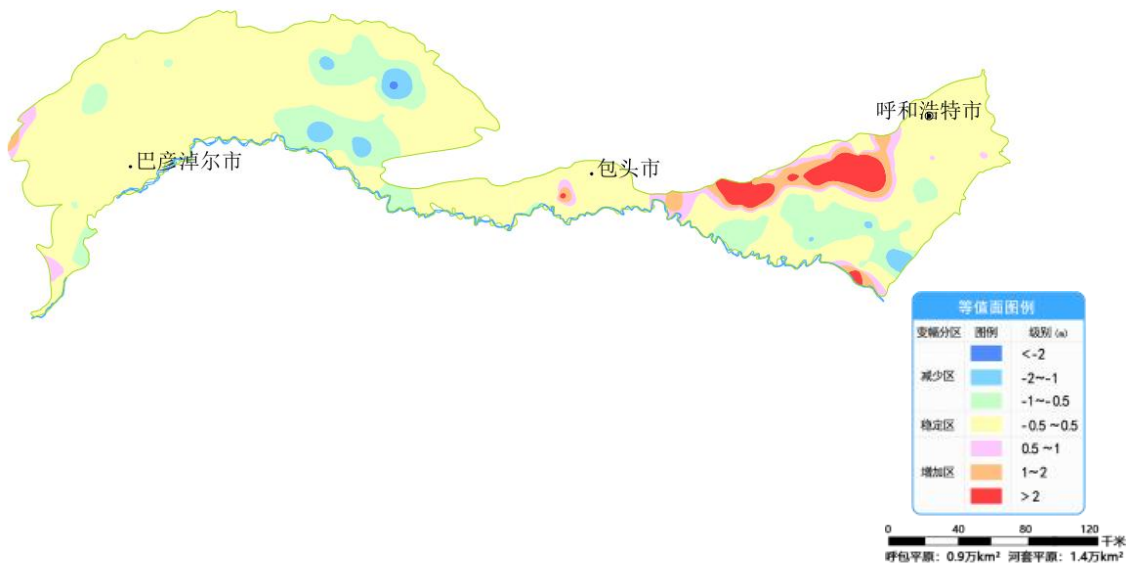 呼和浩特市
巴彦淖尔市
包头市
等值面图例
变幅分区 图例 级别 (m)
<-2
减少区 -2~-1
-1~-0.5
稳定区 -0.5~0.5
0.5~1
增加区 1~2
>2
0 40 80 120
千米
呼包平原：0.9万km² 河套平原：1.4万km²